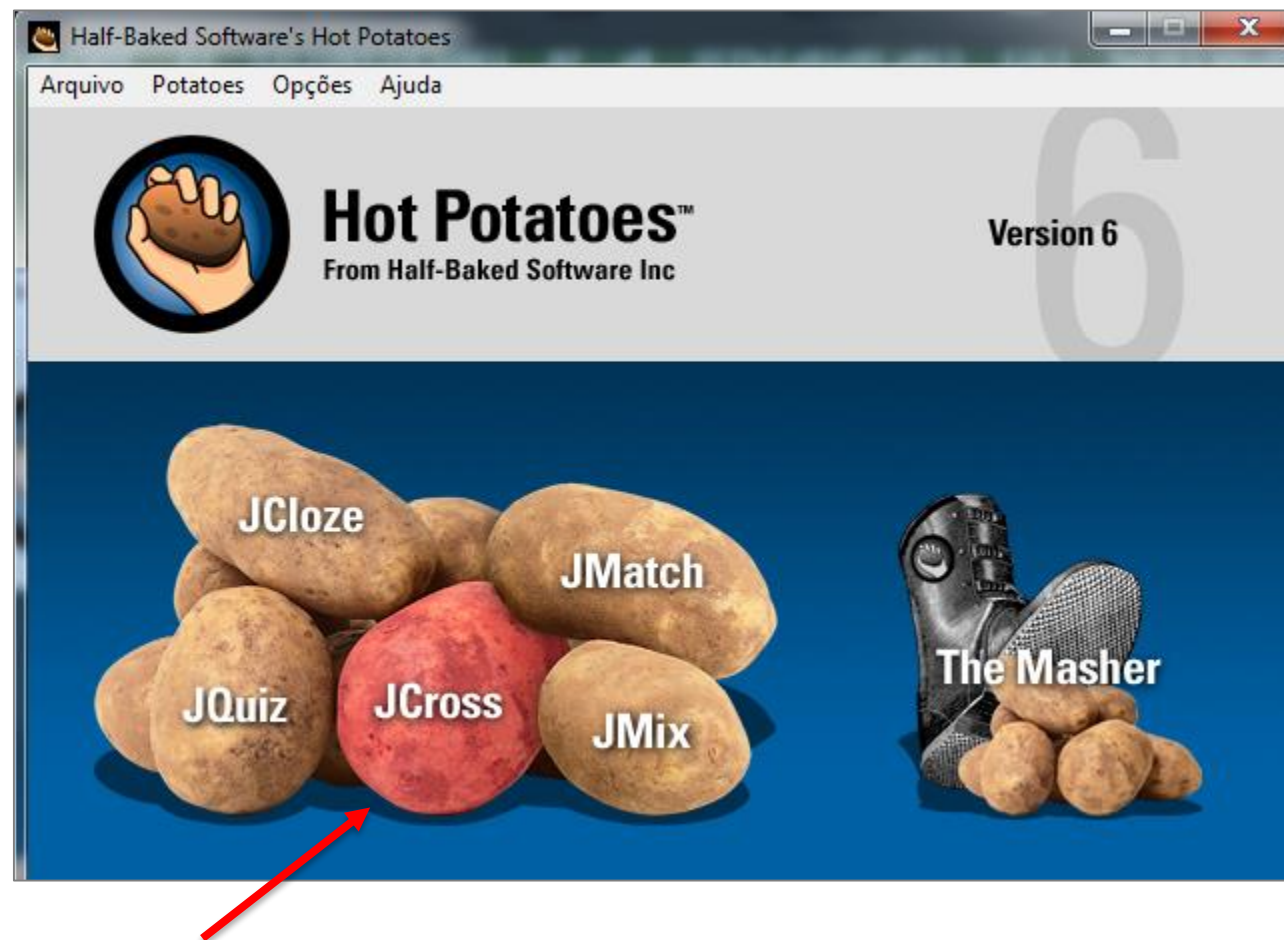 Half-Baked Software's Hot Potatoes
Arquivo Potatoes Opções Ajuda
6
Hot Potatoes™
From Half-Baked Software Inc
Version 6
JCloze
JMatch
JQuiz
JCross
JMix
The Masher